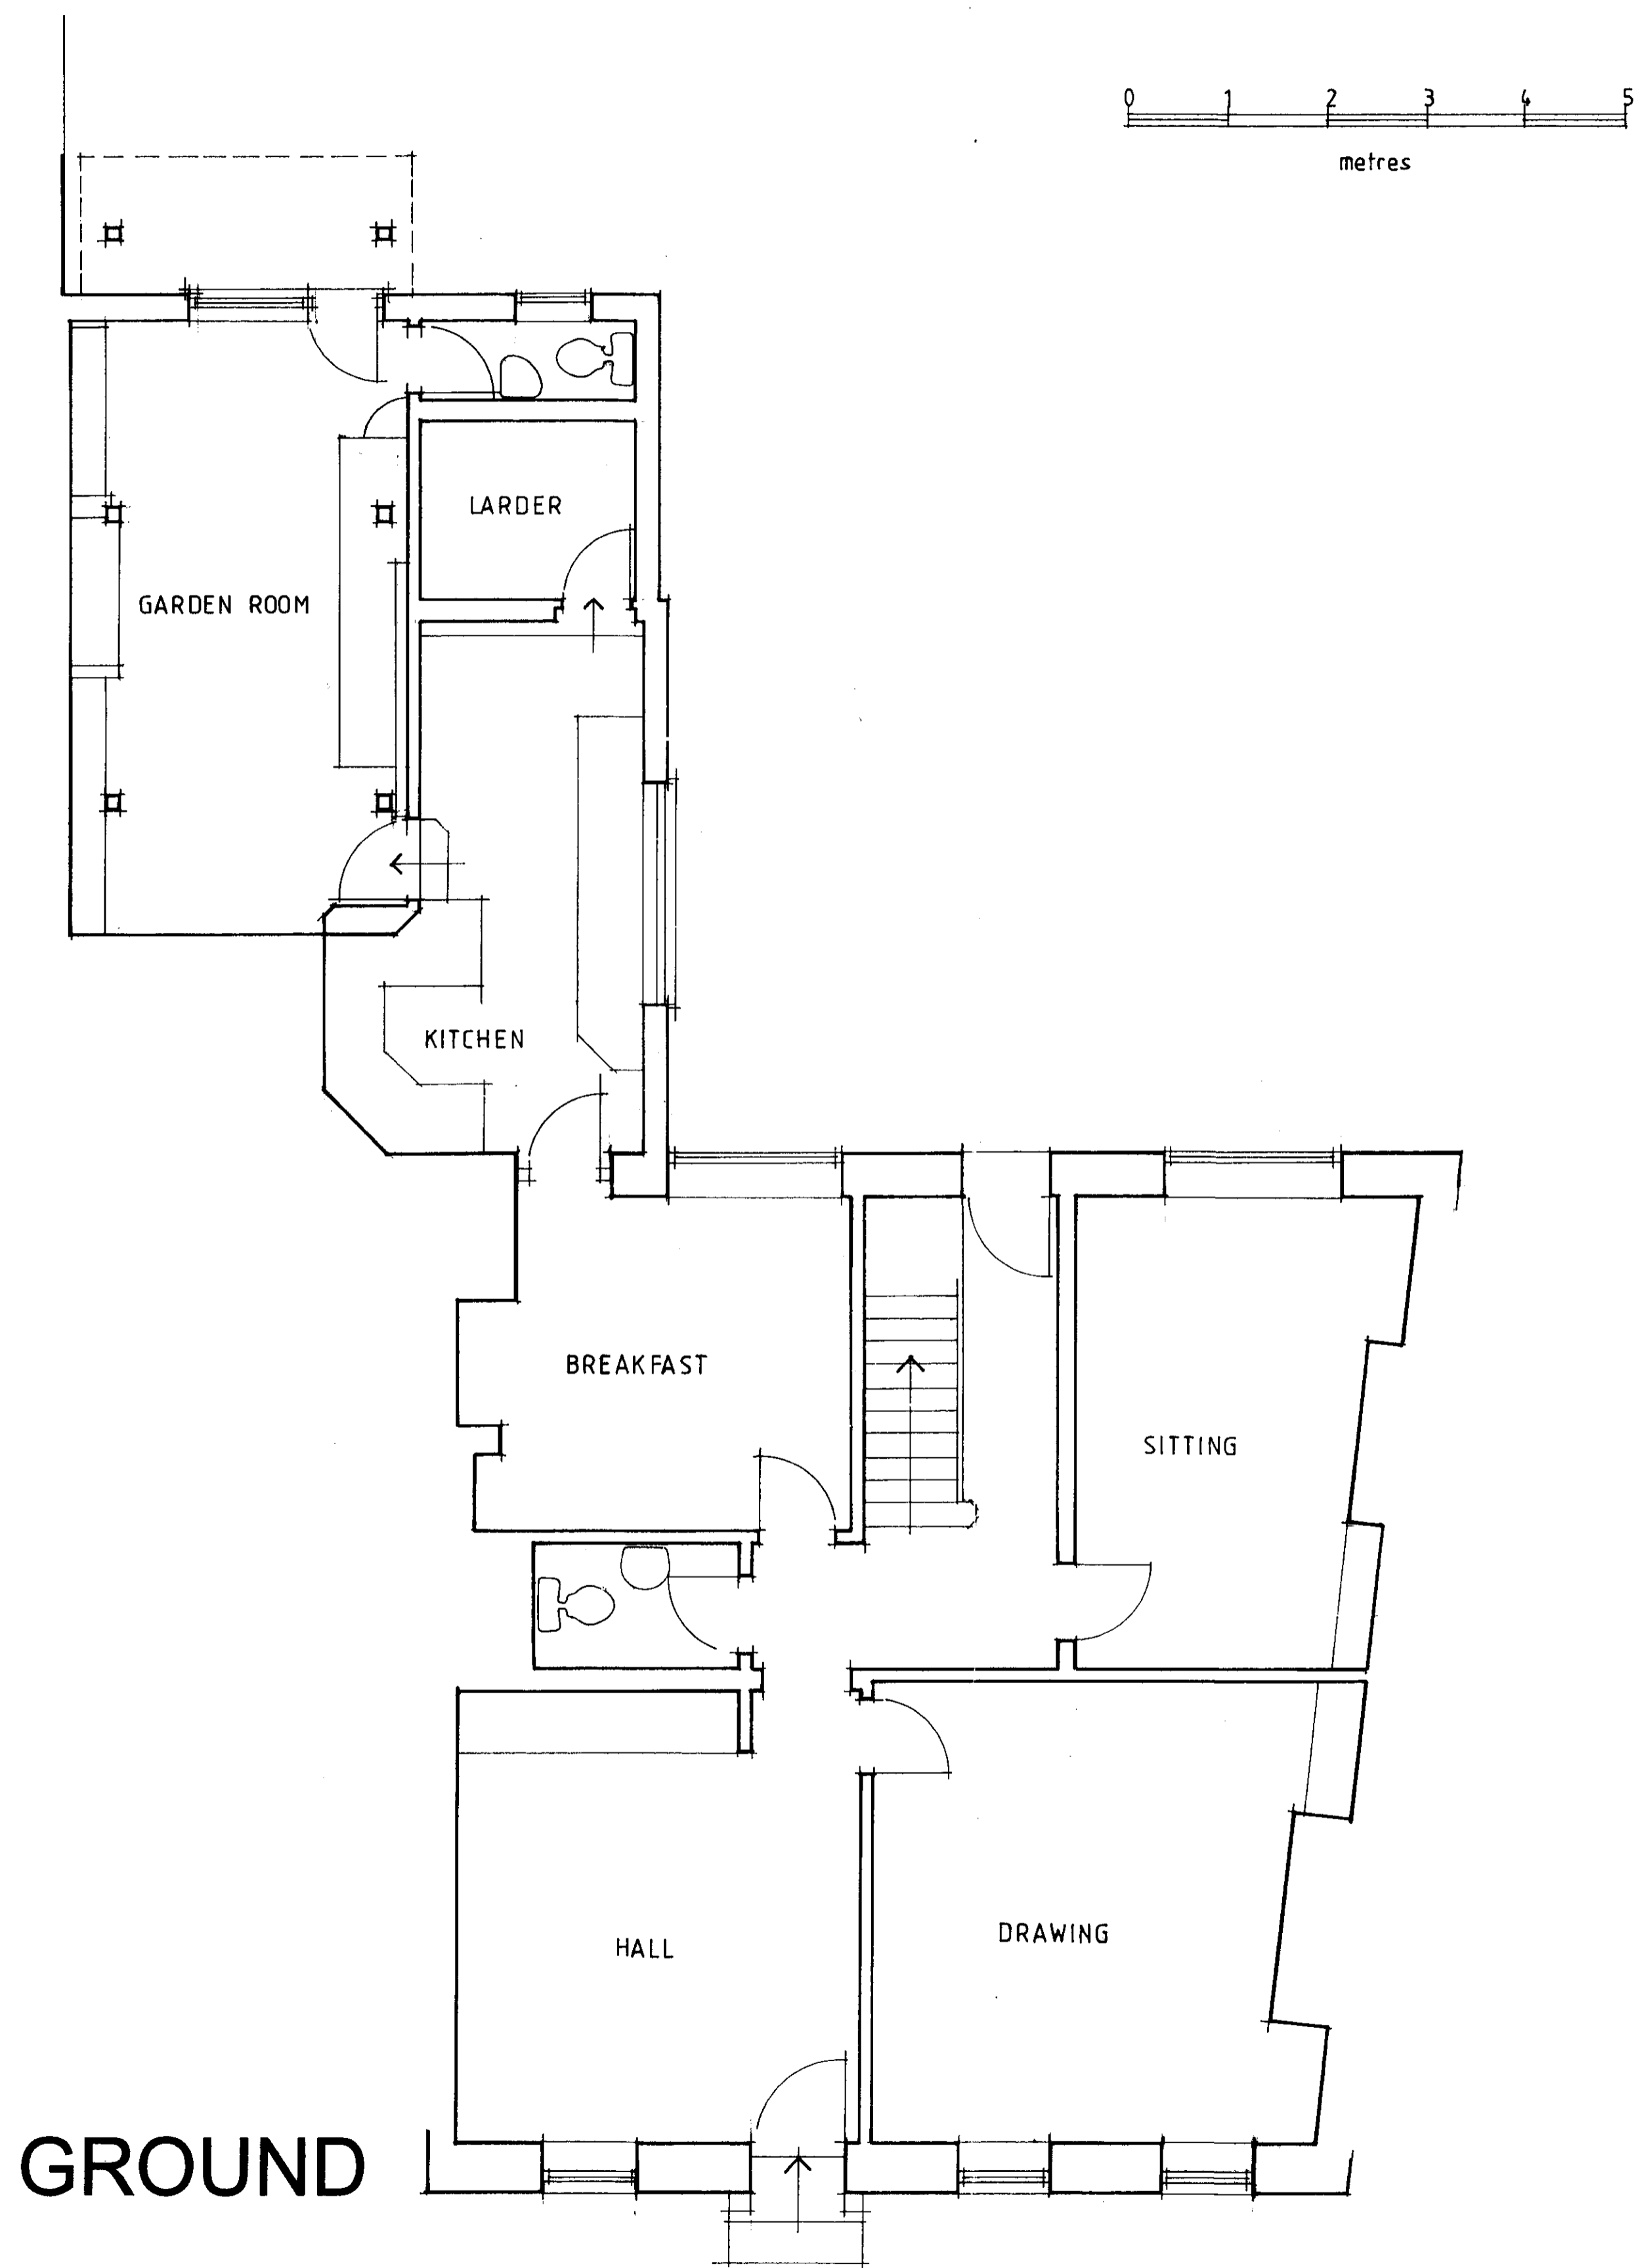 0 1 2 3 4 5
metres
LARDER
GARDEN ROOM
KITCHEN
BREAKFAST
SITTING
HALL
DRAWING
GROUND